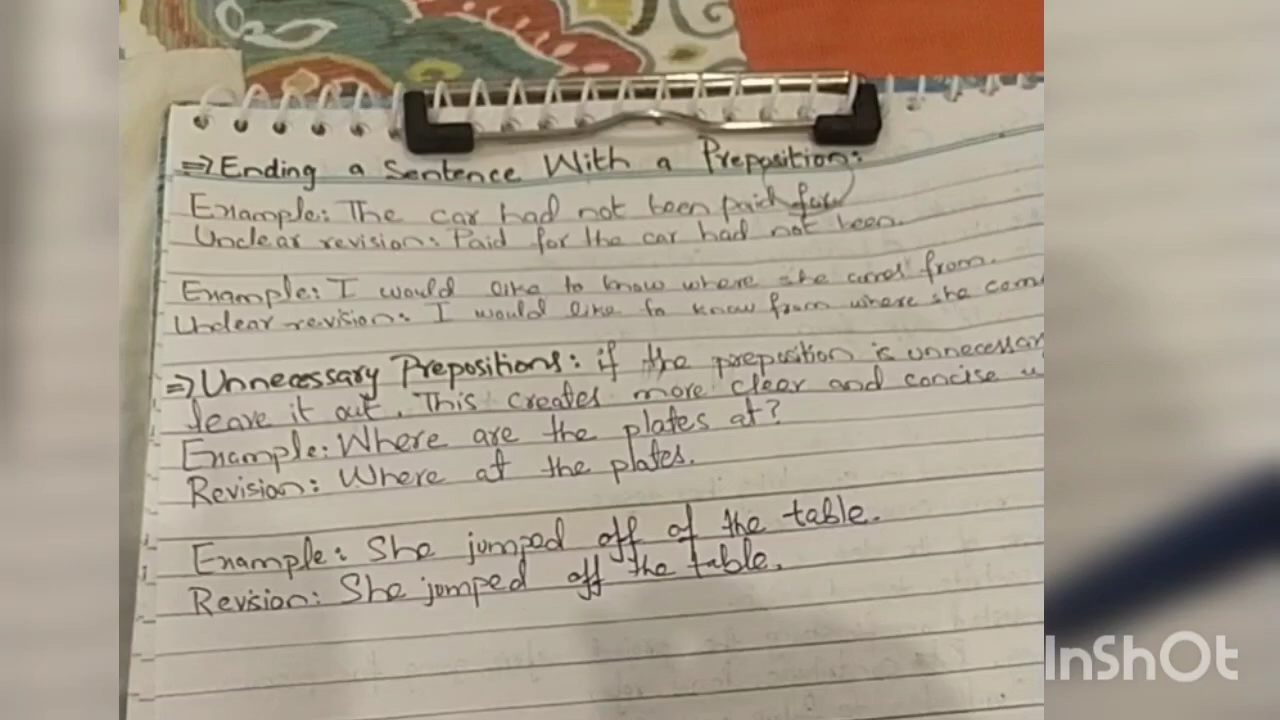 ⇒ Ending a Sentence With a Preposition:
Example: The car had not been paid for
Unclear revision: Paid for the car had not been.
Example: I would like to know where she comes from.
Unclear revision: I would like to know from where she com
⇒ Unnecessary Prepositions: if the preposition is unnecessar
leave it out. This creates more clear and concise
Example: Where are the plates at?
Revision: Where at the plates.
Example: She jumped off of the table.
Revision: She jumped off the table.
InShOt